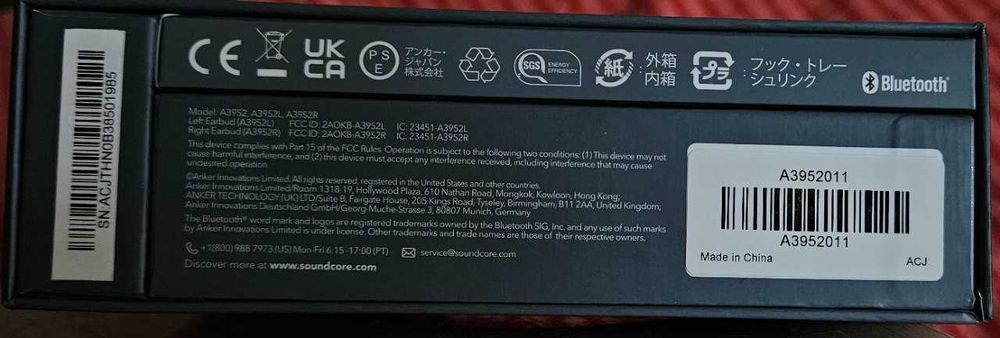 SN:ACJTHN0B38501985
CE
UK
CA
PSE
アンカー・
ジャパン
株式会社
SGS ENERGY
EFFICIENCY
紙
外箱
内箱
プラ
フック・トレー
シュリンク
Bluetooth®
Model: A3952, A3952L, A3952R
Left Earbud (A3952L) FCC ID: 2AOKB-A3952L IC: 23451-A3952L
Right Earbud (A3952R) FCC ID: 2AOKB-A3952R IC: 23451-A3952R
This device complies with Part 15 of the FCC Rules. Operation is subject to the following two conditions: (1) This device may not
cause harmful interference, and (2) this device must accept any interference received, including interference that may cause
undesired operation.
©Anker Innovations Limited. All rights reserved, registered in the United States and other countries.
Anker Innovations Limited/Room 1318-19, Hollywood Plaza, 610 Nathan Road, Mongkok, Kowloon, Hong Kong;
ANKER TECHNOLOGY (UK) LTD/Suite B, Fairgate House, 205 Kings Road, Tyseley, Birmingham, B11 2AA, United Kingdom;
Anker Innovations Deutschland GmbH/Georg-Muche-Strasse 3, 80807 Munich, Germany
The Bluetooth® word mark and logos are registered trademarks owned by the Bluetooth SIG, Inc. and any use of such marks
by Anker Innovations Limited is under license. Other trademarks and trade names are those of their respective owners.
+1(800) 988 7973 (US) Mon-Fri 6:15-17:00 (PT) service@soundcore.com
Discover more at www.soundcore.com
A3952011
A3952011
Made in China ACJ